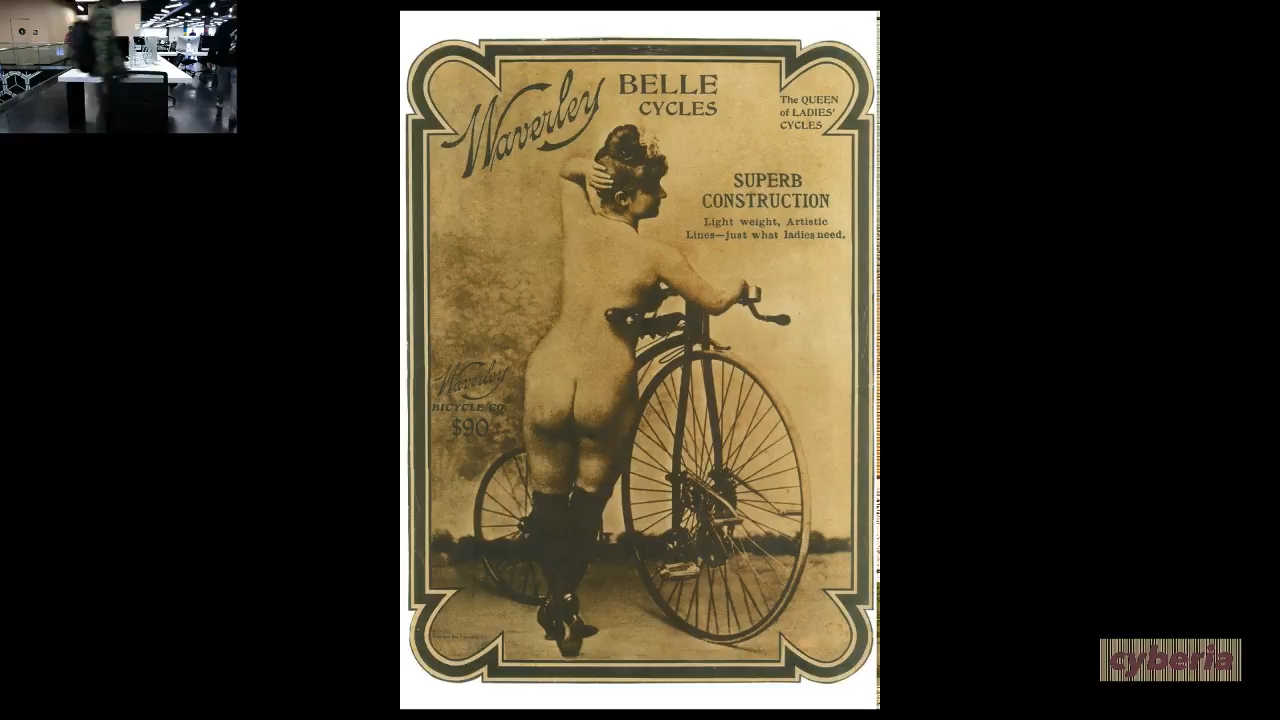 Waverley BELLE
CYCLES
The QUEEN
of LADIES'
CYCLES
SUPERB
CONSTRUCTION
Light weight, Artistic
Lines—just what ladies need.
Waverley
BICYCLE CO.
$90
cyberia